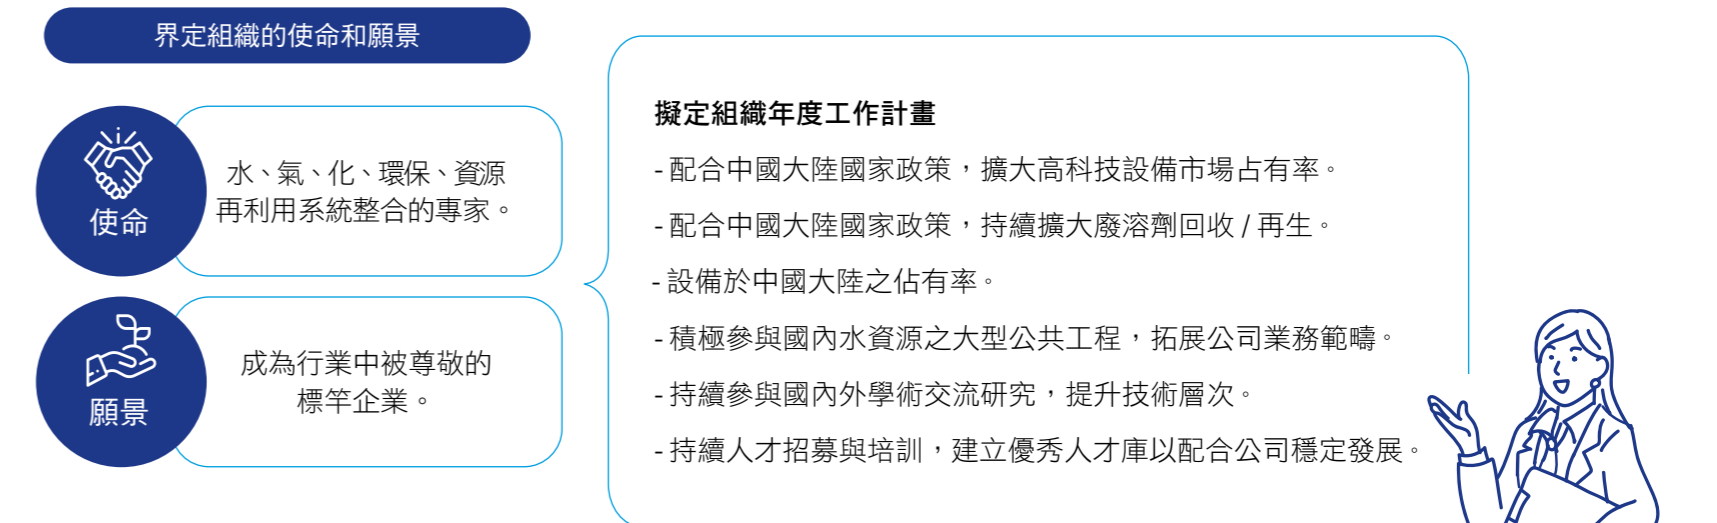 界定組織的使命和願景
使命
水、氣、化、環保、資源
再利用系統整合的專家。
願景
成為行業中被尊敬的
標竿企業。
擬定組織年度工作計畫
- 配合中國大陸國家政策，擴大高科技設備市場占有率。
- 配合中國大陸國家政策，持續擴大廢溶劑回收 / 再生。
- 設備於中國大陸之佔有率。
- 積極參與國內水資源之大型公共工程，拓展公司業務範疇。
- 持續參與國內外學術交流研究，提升技術層次。
- 持續人才招募與培訓，建立優秀人才庫以配合公司穩定發展。